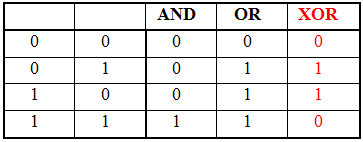 AND OR XOR
0 0 0 0 0
0 1 0 1 1
1 0 0 1 1
1 1 1 1 0